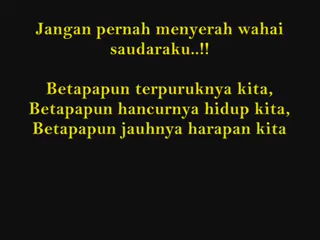 Jangan pernah menyerah wahai
saudaraku..!!
Betapapun terpuruknya kita,
Betapapun hancurnya hidup kita,
Betapapun jauhnya harapan kita